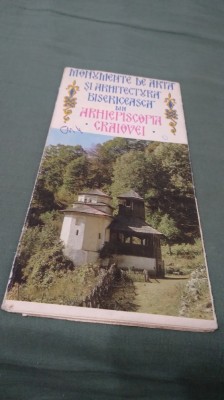 MONUMENTE DE ARTĂ
ȘI ARHITECTURĂ
BISERICEASCĂ
DIN
ARHIEPISCOPIA
CRAIOVEI